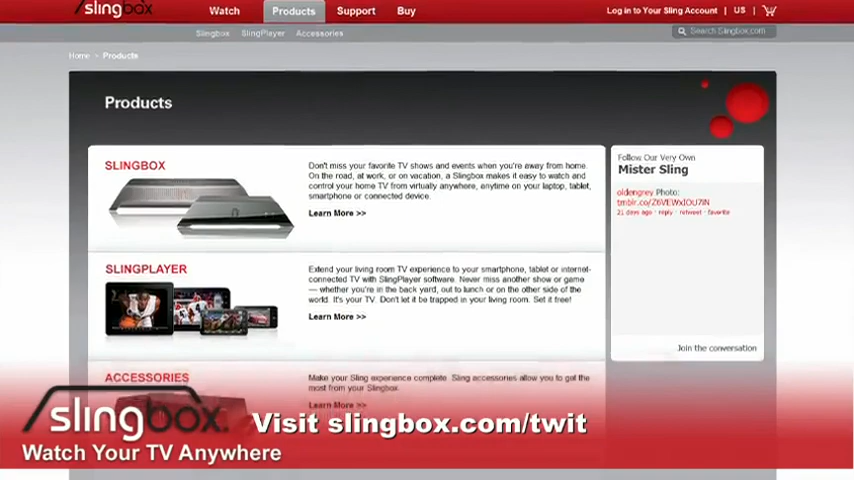 slingbox
Watch
Products
Support
Buy
Log in to Your Sling Account | US |
Slingbox
SlingPlayer
Accessories
Search Slingbox.com
Home > Products
Products
SLINGBOX
Don't miss your favorite TV shows and events when you're away from home.
On the road, at work, or on vacation, a Slingbox makes it easy to watch and
control your home TV from virtually anywhere, anytime on your laptop, tablet,
smartphone or connected device.
Learn More >>
SLINGPLAYER
Extend your living room TV experience to your smartphone, tablet or internet-
connected TV with SlingPlayer software. Never miss another show or game
— whether you're in the back yard, out to lunch or on the other side of the
world. It's your TV. Don't let it be trapped in your living room. Set it free!
Learn More >>
ACCESSORIES
Make your Sling experience complete. Sling accessories allow you to get the
most from your Slingbox.
Learn More >>
Follow Our Very Own
Mister Sling
Photo:
21 days ago · reply · retweet · favorite
Join the conversation
slingbox.
Visit slingbox.com/twit
Watch Your TV Anywhere